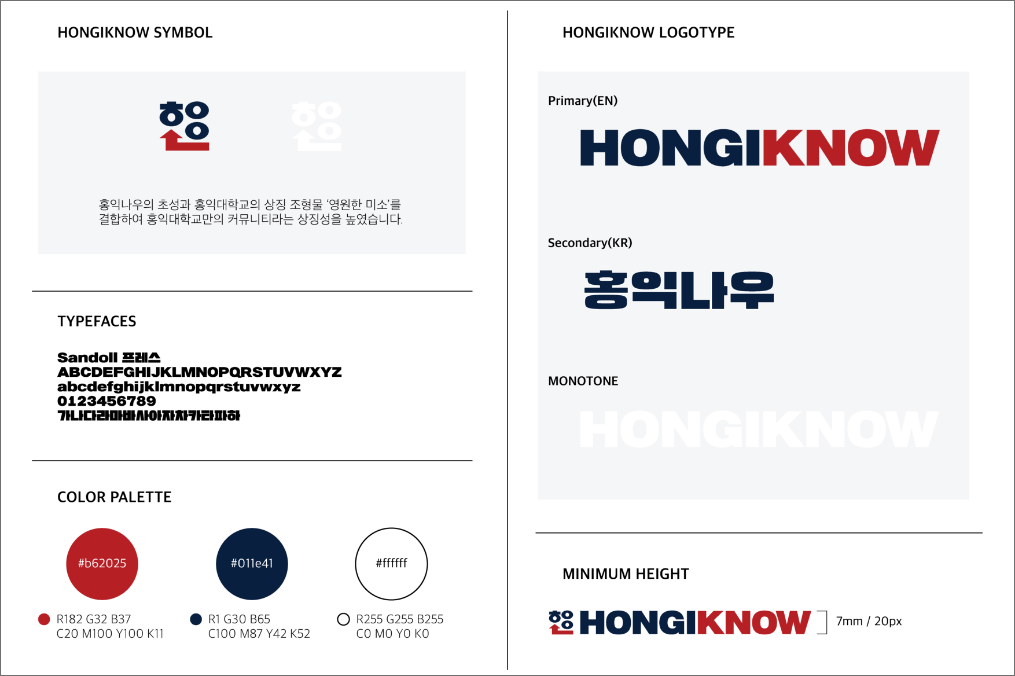 HONGIKNOW SYMBOL
홍익나우의 초성과 홍익대학교의 상징 조형물 ‘영원한 미소’를
결합하여 홍익대학교만의 커뮤니티라는 상징성을 높였습니다.
TYPEFACES
Sandoll 프레스
ABCDEFGHIJKLMNOPQRSTUVWXYZ
abcdefghijklmnopqrstuvwxyz
0123456789
가나다라마바사아자차카타파하
COLOR PALETTE
#b62025
#011e41
#ffffff
R182 G32 B37
C20 M100 Y100 K11
R1 G30 B65
C100 M87 Y42 K52
R255 G255 B255
C0 M0 Y0 K0
HONGIKNOW LOGOTYPE
Primary(EN)
HONGIKNOW
Secondary(KR)
홍익나우
MONOTONE
HONGIKNOW
MINIMUM HEIGHT
HONGIKNOW
7mm / 20px